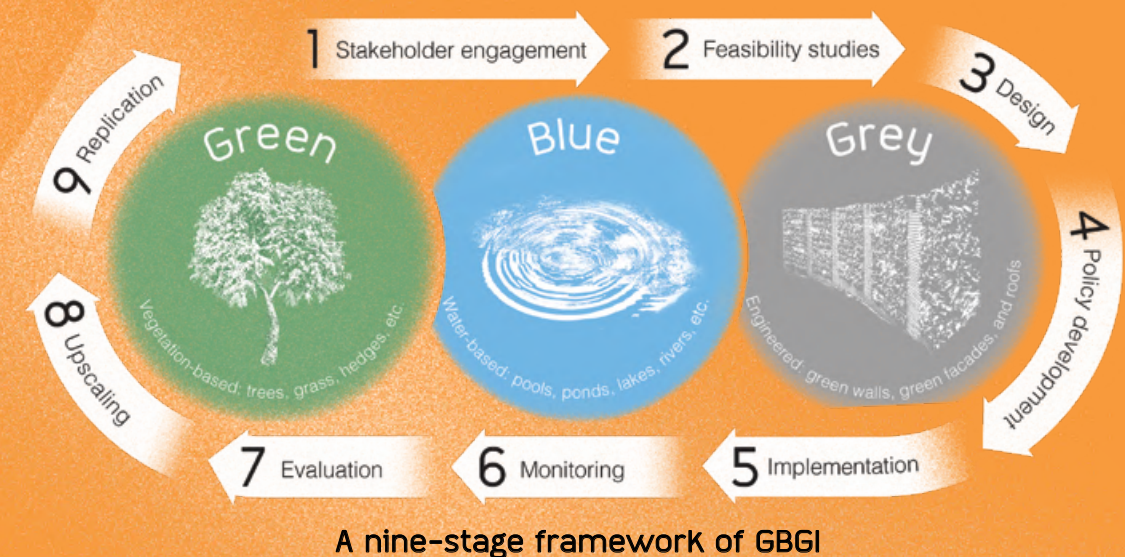 1 Stakeholder engagement
2 Feasibility studies
3 Design
4 Policy development
5 Implementation
6 Monitoring
7 Evaluation
8 Upscaling
9 Replication
Green
Vegetation-based: trees, grass, hedges, etc.
Blue
Water-based: pools, ponds, lakes, rivers, etc.
Grey
Engineered: green walls, green facades, and roofs
A nine-stage framework of GBGI